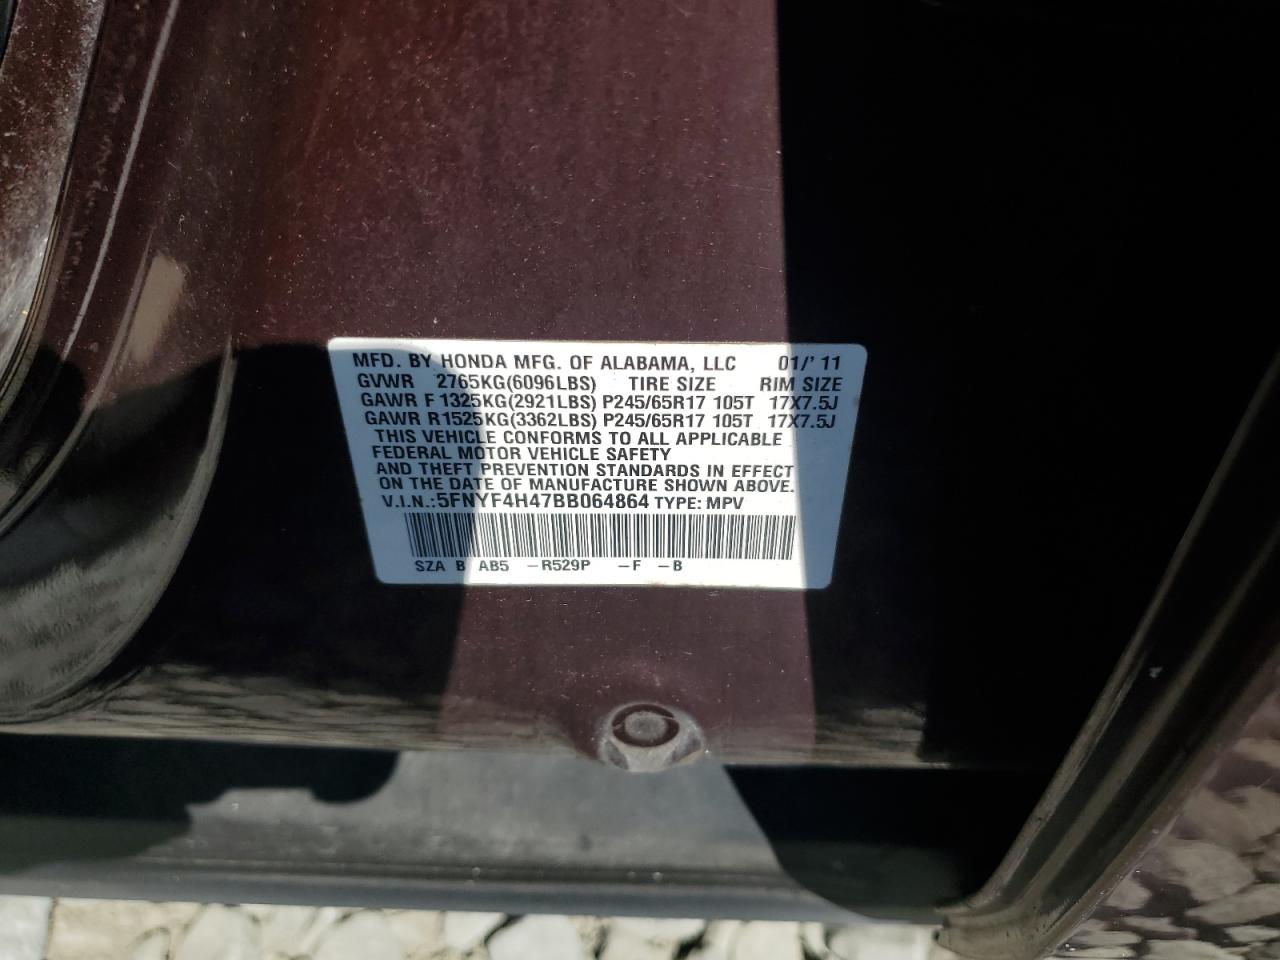 MFD. BY HONDA MFG. OF ALABAMA, LLC 01/' 11
GVWR 2765KG(6096LBS) TIRE SIZE RIM SIZE
GAWR F 1325KG(2921LBS) P245/65R17 105T 17X7.5J
GAWR R1525KG(3362LBS) P245/65R17 105T 17X7.5J
THIS VEHICLE CONFORMS TO ALL APPLICABLE
FEDERAL MOTOR VEHICLE SAFETY
AND THEFT PREVENTION STANDARDS IN EFFECT
ON THE DATE OF MANUFACTURE SHOWN ABOVE.
V.I.N.:5FNYF4H47BB064864 TYPE: MPV
SZA B AB5 -R529P -F -B